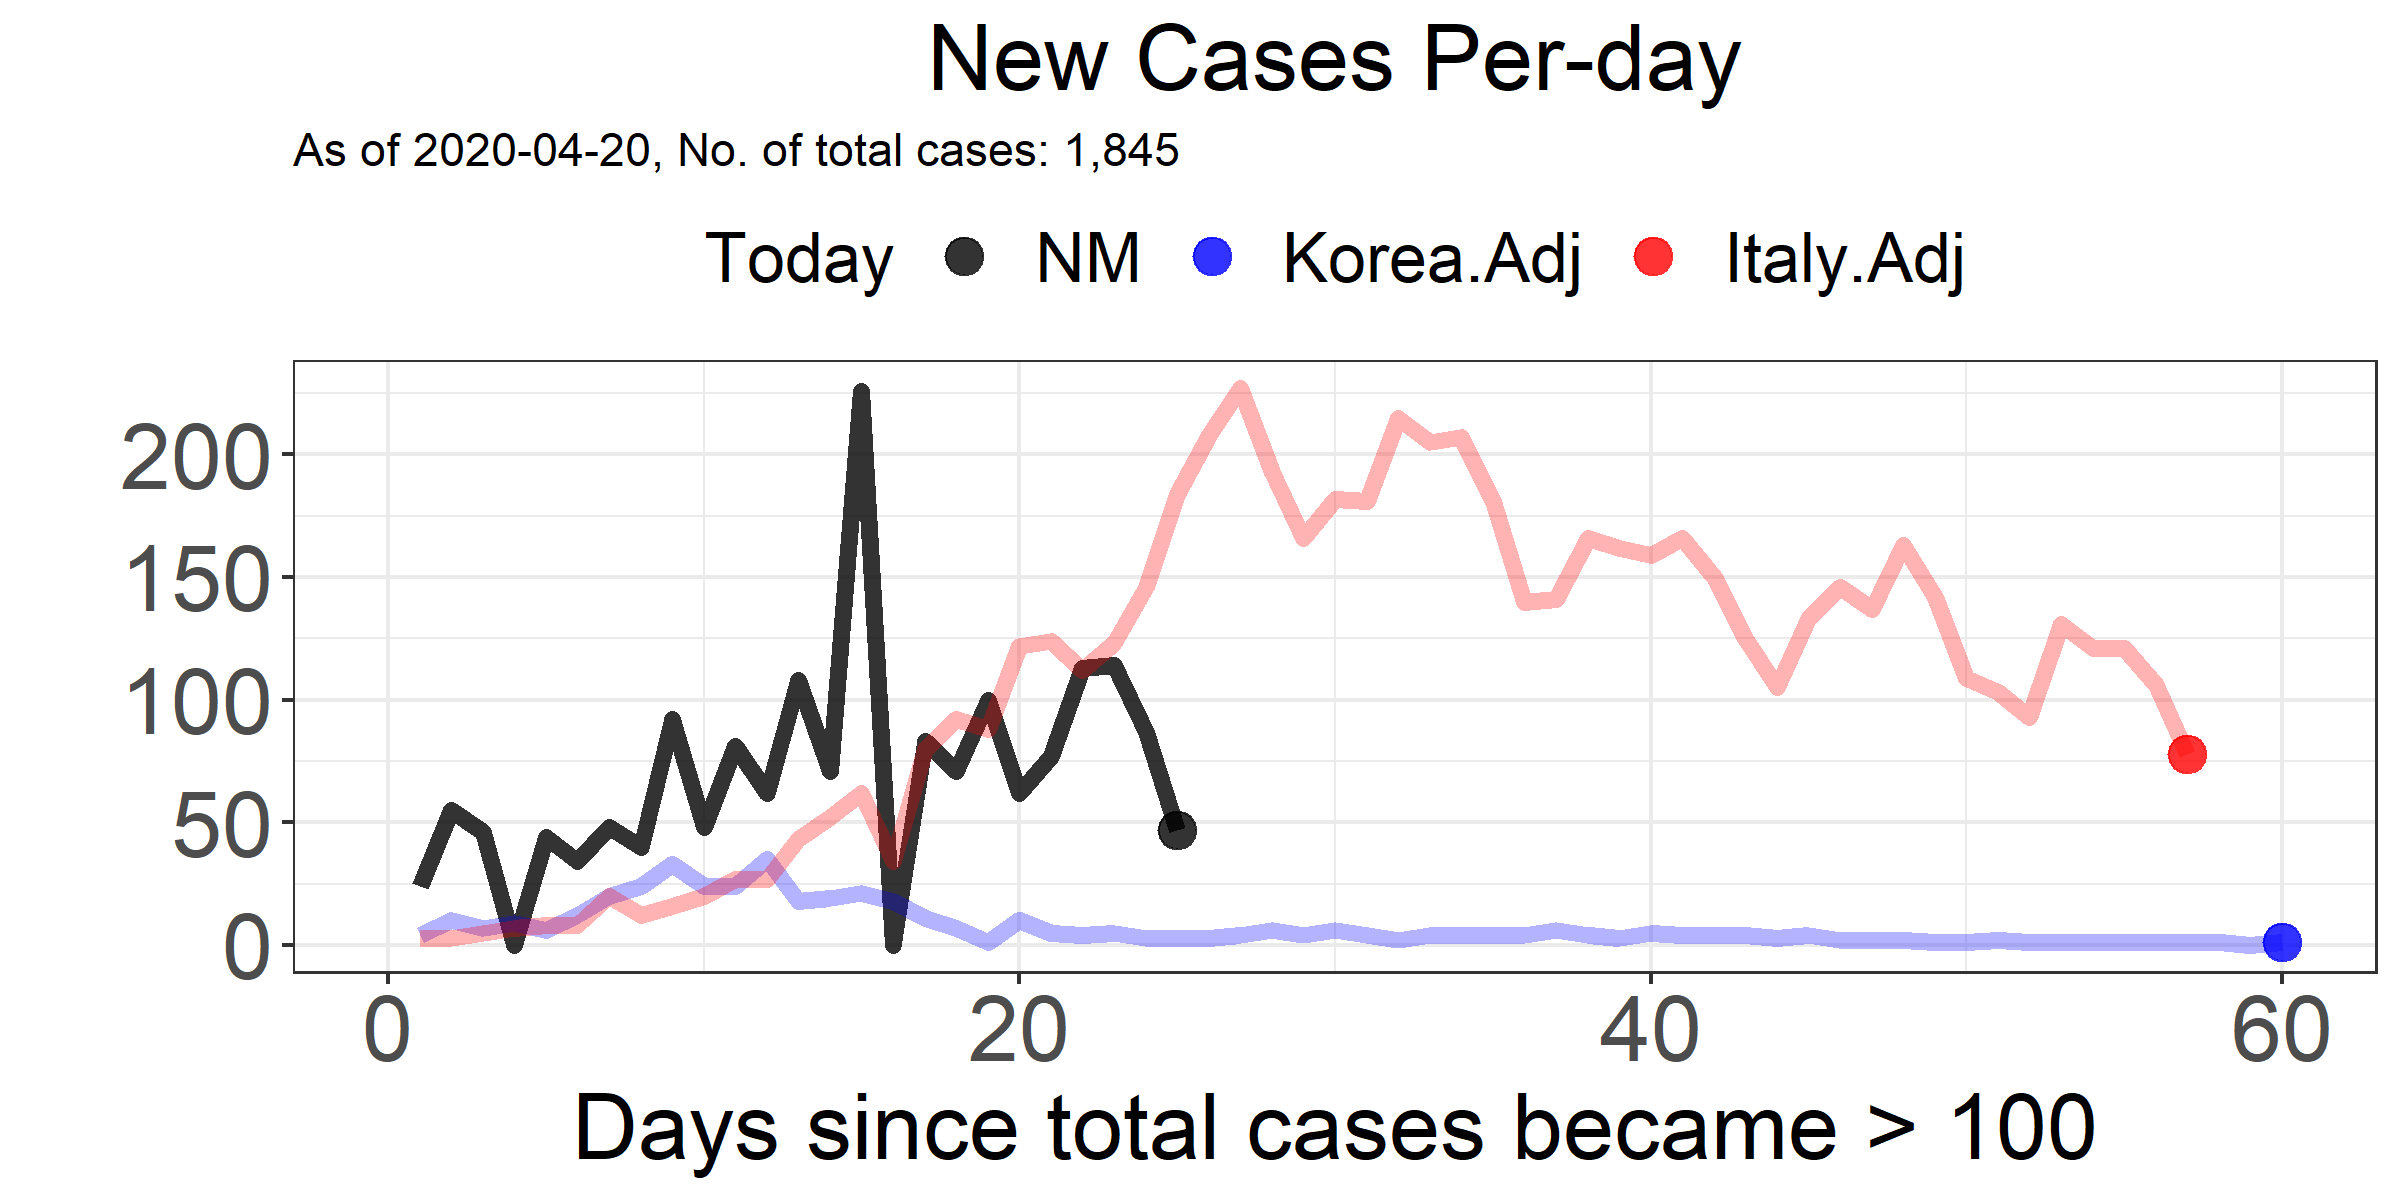 New Cases Per-day
As of 2020-04-20, No. of total cases: 1,845
Today NM Korea.Adj Italy.Adj
200
150
100
50
0
0 20 40 60
Days since total cases became > 100